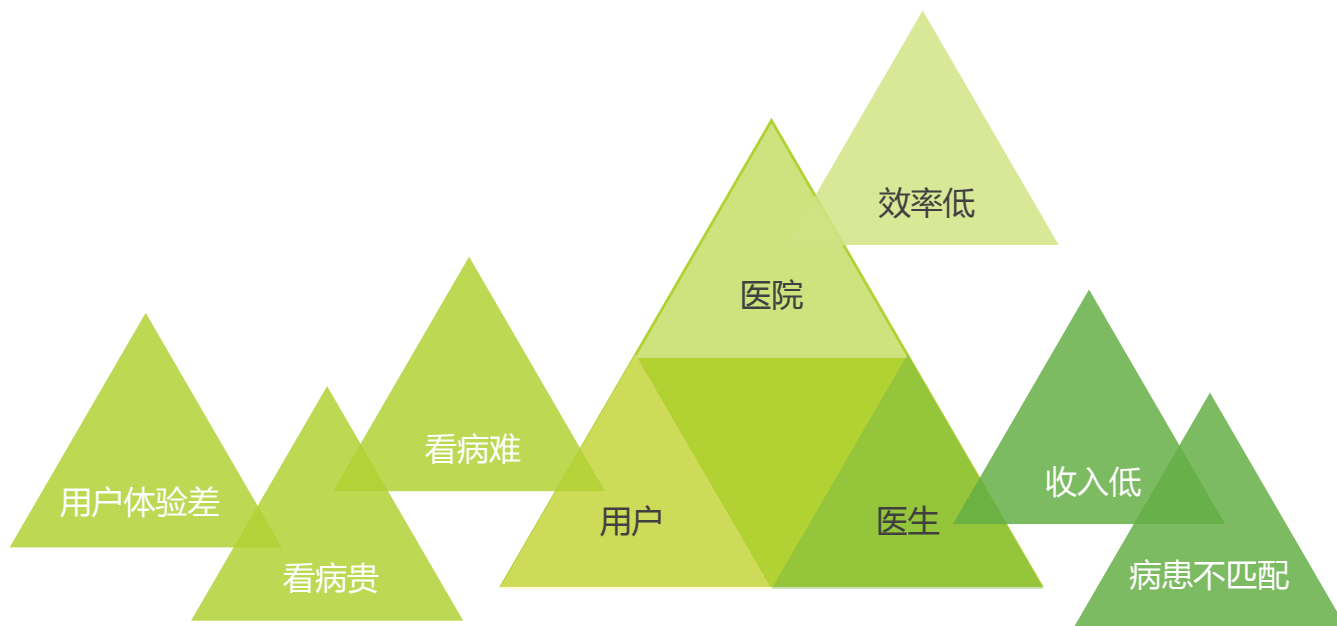 效率低
医院
看病难
用户体验差
看病贵
用户
医生
收入低
病患不匹配